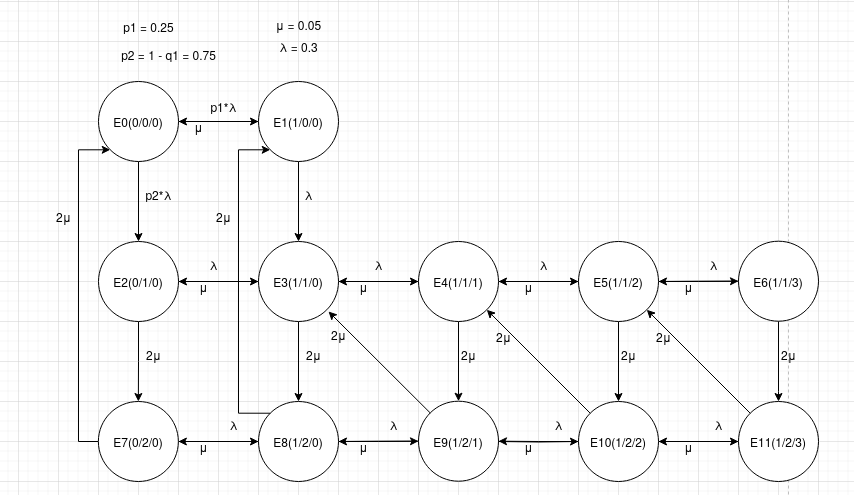 p1 = 0.25
μ = 0.05
p2 = 1 - q1 = 0.75
λ = 0.3
E0(0/0/0)
p1*λ
μ
E1(1/0/0)
p2*λ
λ
2μ
2μ
E2(0/1/0)
λ
μ
E3(1/1/0)
λ
μ
E4(1/1/1)
λ
μ
E5(1/1/2)
λ
μ
E6(1/1/3)
2μ
2μ
2μ
2μ
2μ
2μ
2μ
2μ
E7(0/2/0)
λ
μ
E8(1/2/0)
λ
μ
E9(1/2/1)
λ
μ
E10(1/2/2)
λ
μ
E11(1/2/3)